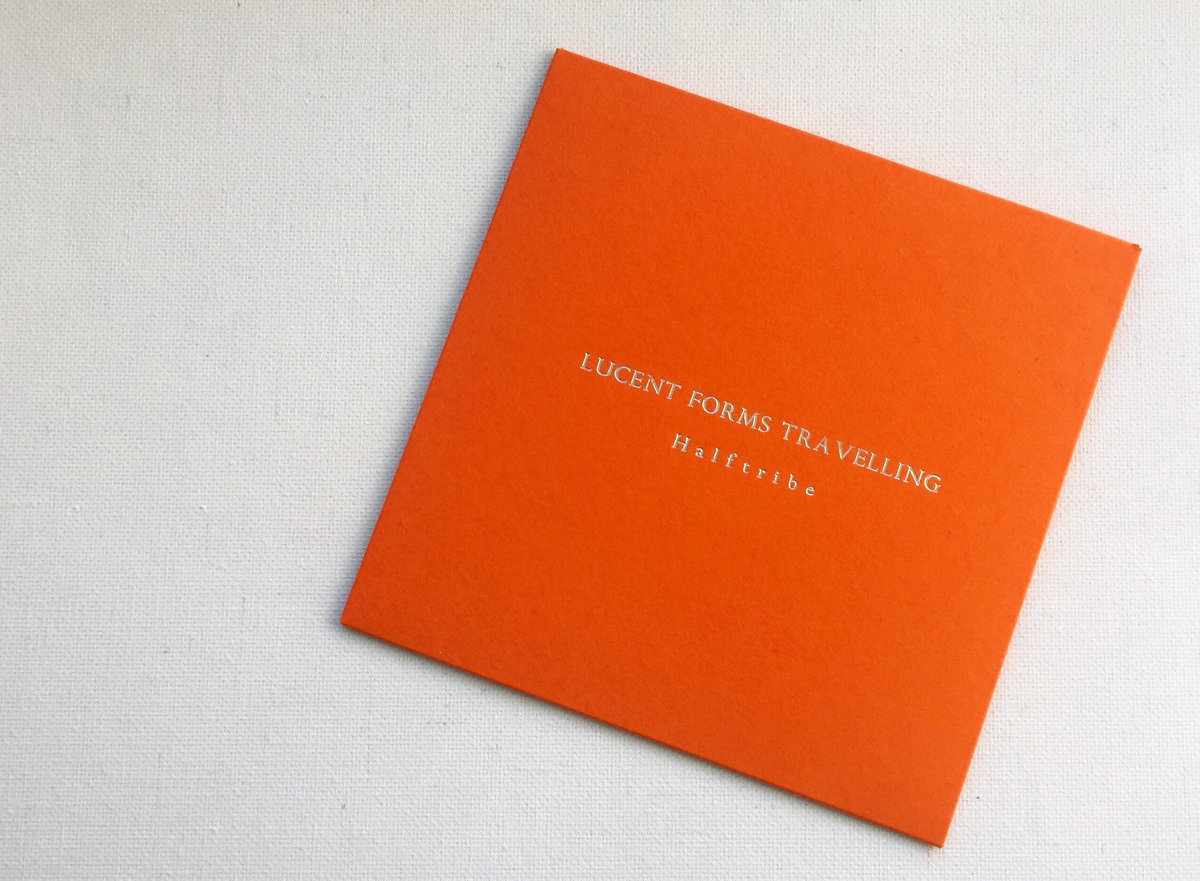 LUCENT FORMS TRAVELLING
Halftribe